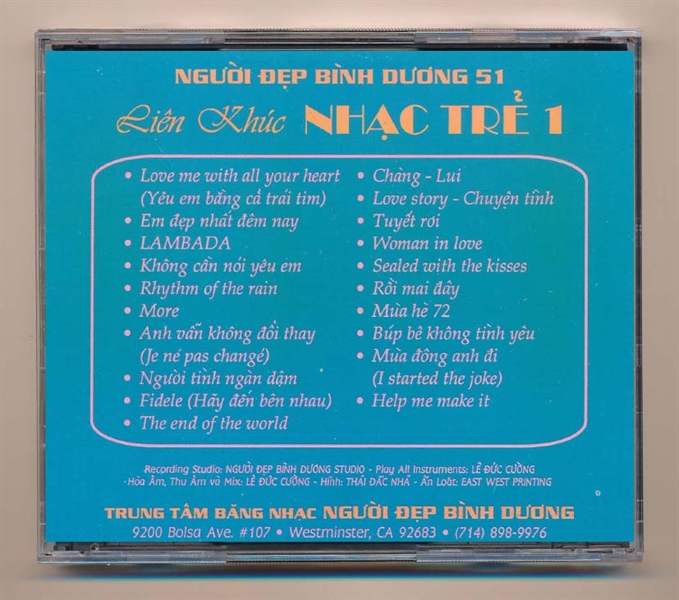 NGƯỜI ĐẸP BÌNH DƯƠNG 51
Liên Khúc NHẠC TRẺ 1
• Love me with all your heart
(Yêu em bằng cả trái tim)
• Em đẹp nhất đêm nay
• LAMBADA
• Không cần nói yêu em
• Rhythm of the rain
• More
• Anh vẫn không đổi thay
(Je né pas changé)
• Người tình ngàn dậm
• Fidele (Hãy đến bên nhau)
• The end of the world
• Chàng - Lui
• Love story - Chuyện tình
• Tuyết rơi
• Woman in love
• Sealed with the kisses
• Rồi mai đây
• Mùa hè 72
• Búp bê không tình yêu
• Mùa đông anh đi
(I started the joke)
• Help me make it
Recording Studio: NGƯỜI ĐẸP BÌNH DƯƠNG STUDIO - Play All Instruments: LÊ ĐỨC CƯỜNG
Hòa Âm, Thu Âm và Mix: LÊ ĐỨC CƯỜNG - Hình: THÁI ĐẮC NHÃ - Ấn Loát: EAST WEST PRINTING
TRUNG TÂM BĂNG NHẠC NGƯỜI ĐẸP BÌNH DƯƠNG
9200 Bolsa Ave. #107 • Westminster, CA 92683 • (714) 898-9976